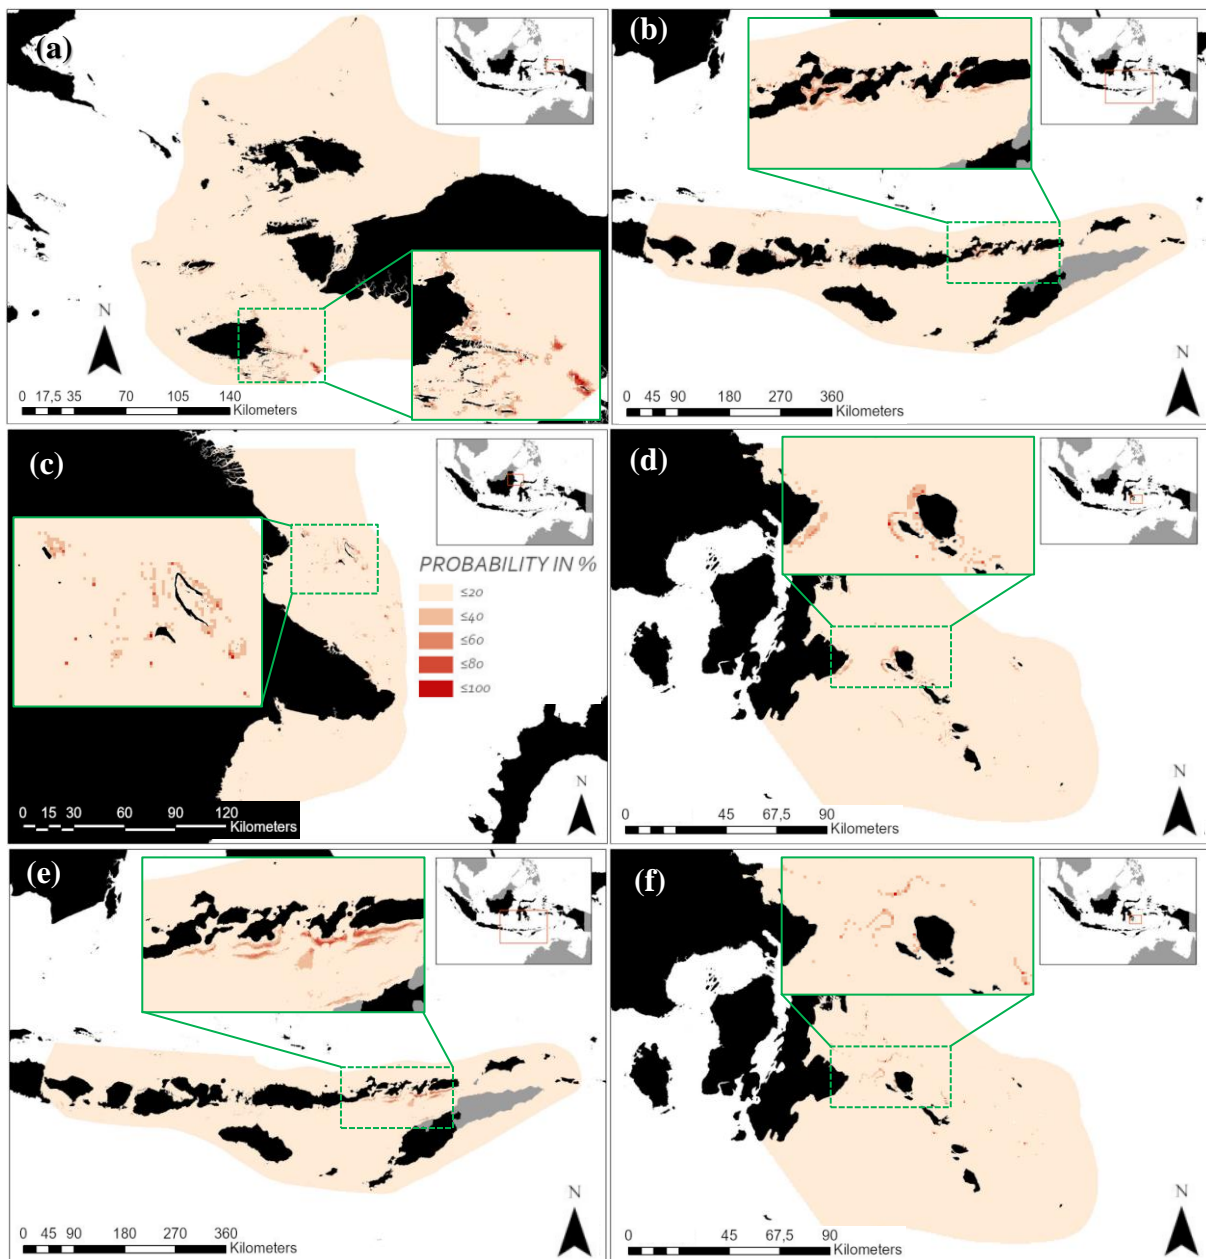 (a)
N
0 17,5 35 70 105 140
Kilometers
(b)
0 45 90 180 270 360
Kilometers
N
(c)
PROBABILITY IN %
≤20
≤40
≤60
≤80
≤100
0 15 30 60 90 120
Kilometers
N
(d)
0 45 67,5 90
Kilometers
N
(e)
0 45 90 180 270 360
Kilometers
N
(f)
0 45 67,5 90
Kilometers
N